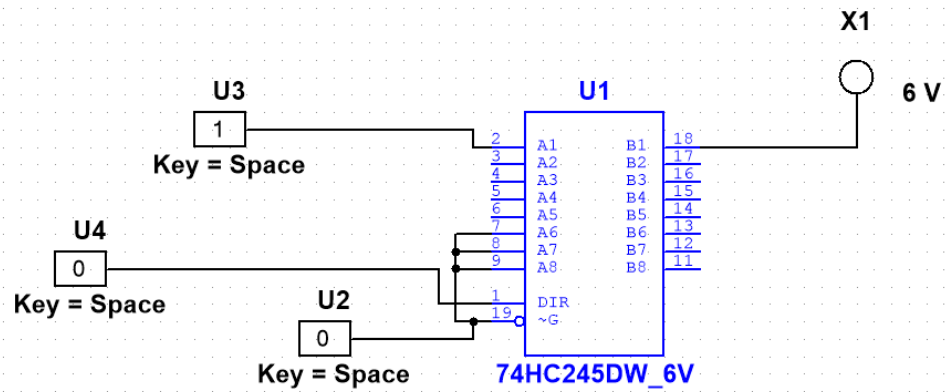 X1
6 V
U3
1
Key = Space
U1
2 A1 B1 18
3 A2 B2 17
4 A3 B3 16
5 A4 B4 15
6 A5 B5 14
7 A6 B6 13
8 A7 B7 12
9 A8 B8 11
1 DIR
19 ~G
74HC245DW_6V
U4
0
Key = Space
U2
0
Key = Space